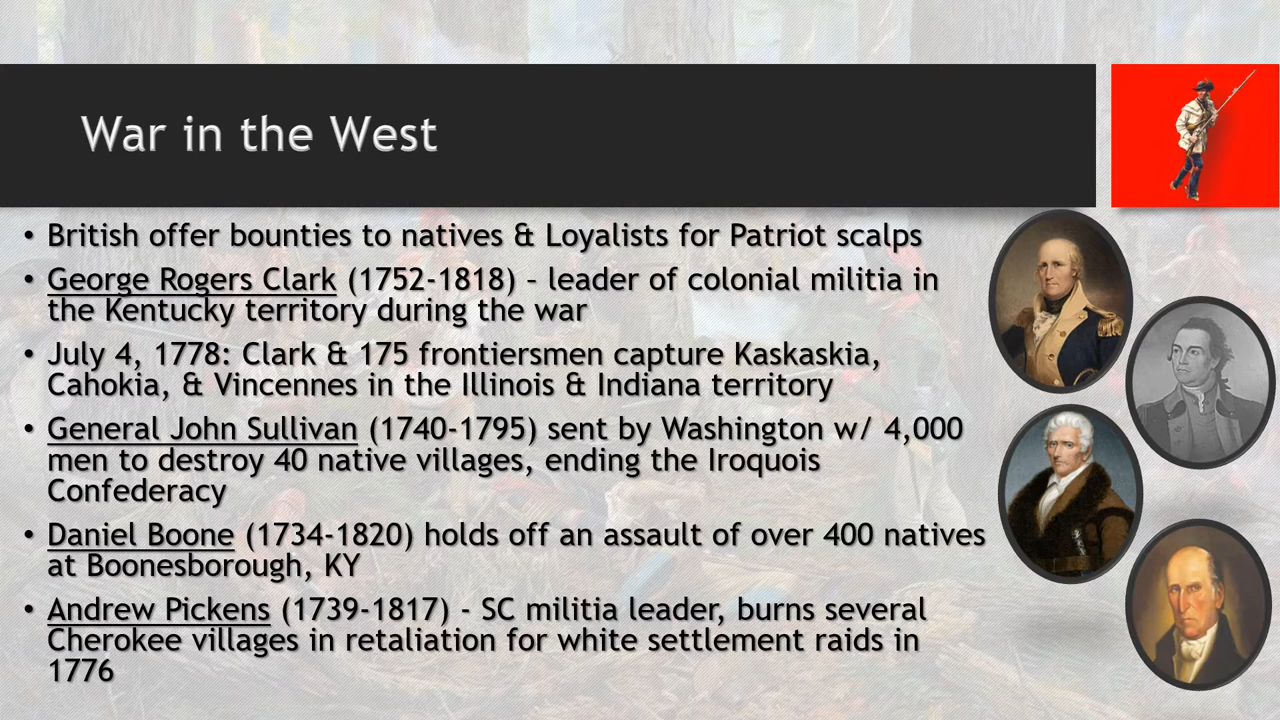 War in the West
• British offer bounties to natives & Loyalists for Patriot scalps
• George Rogers Clark (1752-1818) – leader of colonial militia in
the Kentucky territory during the war
• July 4, 1778: Clark & 175 frontiersmen capture Kaskaskia,
Cahokia, & Vincennes in the Illinois & Indiana territory
• General John Sullivan (1740-1795) sent by Washington w/ 4,000
men to destroy 40 native villages, ending the Iroquois
Confederacy
• Daniel Boone (1734-1820) holds off an assault of over 400 natives
at Boonesborough, KY
• Andrew Pickens (1739-1817) - SC militia leader, burns several
Cherokee villages in retaliation for white settlement raids in
1776